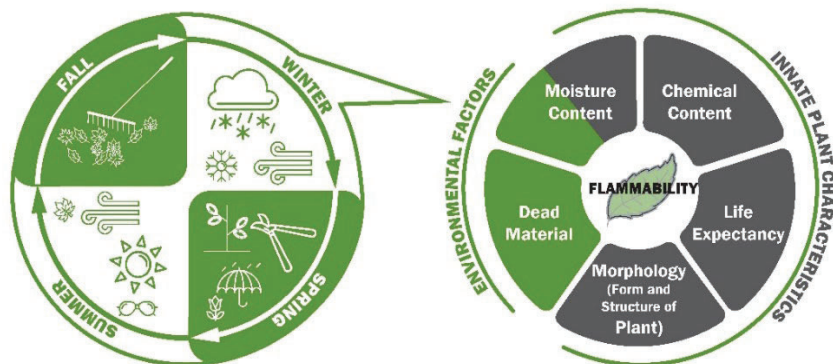 FALL
WINTER
SPRING
SUMMER
ENVIRONMENTAL FACTORS
INNATE PLANT CHARACTERISTICS
Moisture
Content
Chemical
Content
FLAMMABILITY
Dead
Material
Life
Expectancy
Morphology
(Form and
Structure of
Plant)